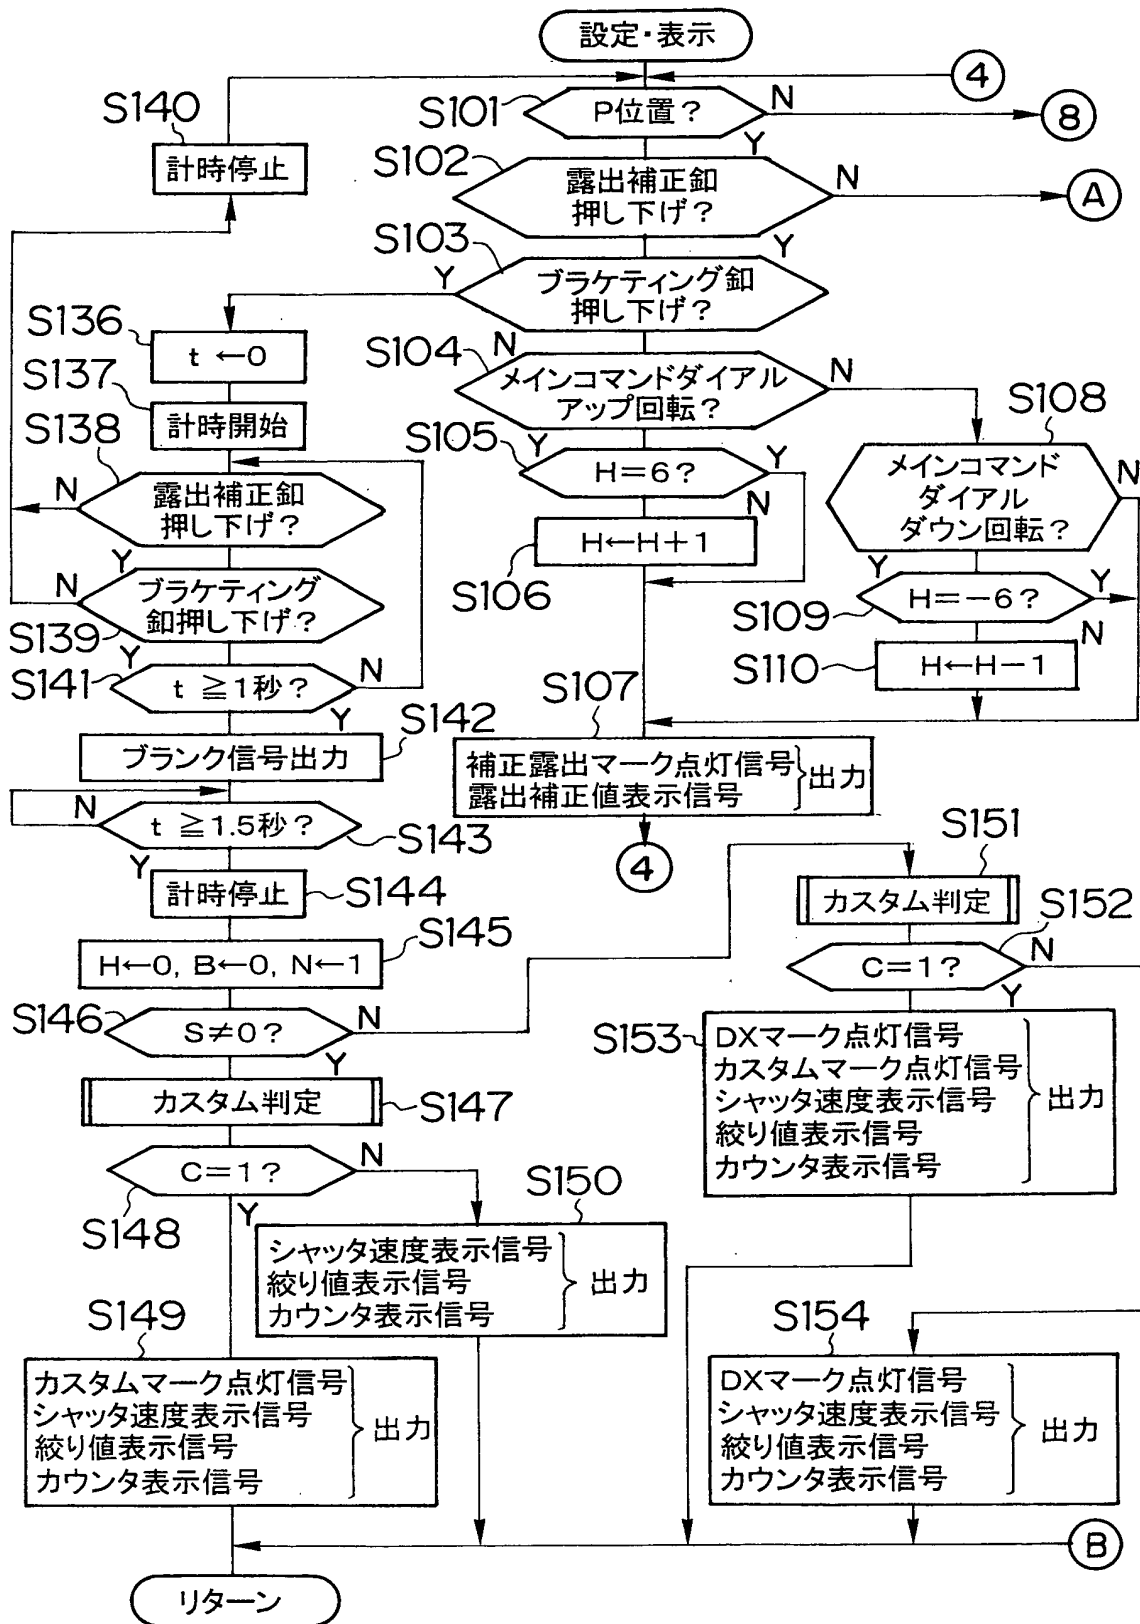 設定・表示
4
S101
P位置?
N
8
Y
S102
露出補正釦
押し下げ?
N
A
Y
S103
ブラケティング釦
押し下げ?
Y
N
S104
メインコマンドダイアル
アップ回転?
N
Y
S105
H=6?
Y
N
S106
H←H+1
S108
メインコマンド
ダイアル
ダウン回転?
N
Y
S109
H=−6?
Y
N
S110
H←H−1
S107
補正露出マーク点灯信号
露出補正値表示信号
出力
4
S136
t ←0
S137
計時開始
S138
露出補正釦
押し下げ?
N
Y
S139
ブラケティング
釦押し下げ?
N
Y
S140
計時停止
S141
t ≧1秒?
N
Y
S142
ブランク信号出力
S143
t ≧1.5秒?
N
Y
S144
計時停止
S145
H←0, B←0, N←1
S146
S≠0?
N
Y
S147
カスタム判定
S148
C=1?
N
Y
S149
カスタムマーク点灯信号
シャッタ速度表示信号
絞り値表示信号
カウンタ表示信号
出力
S150
シャッタ速度表示信号
絞り値表示信号
カウンタ表示信号
出力
S151
カスタム判定
S152
C=1?
N
Y
S153
DXマーク点灯信号
カスタムマーク点灯信号
シャッタ速度表示信号
絞り値表示信号
カウンタ表示信号
出力
S154
DXマーク点灯信号
シャッタ速度表示信号
絞り値表示信号
カウンタ表示信号
出力
B
リターン